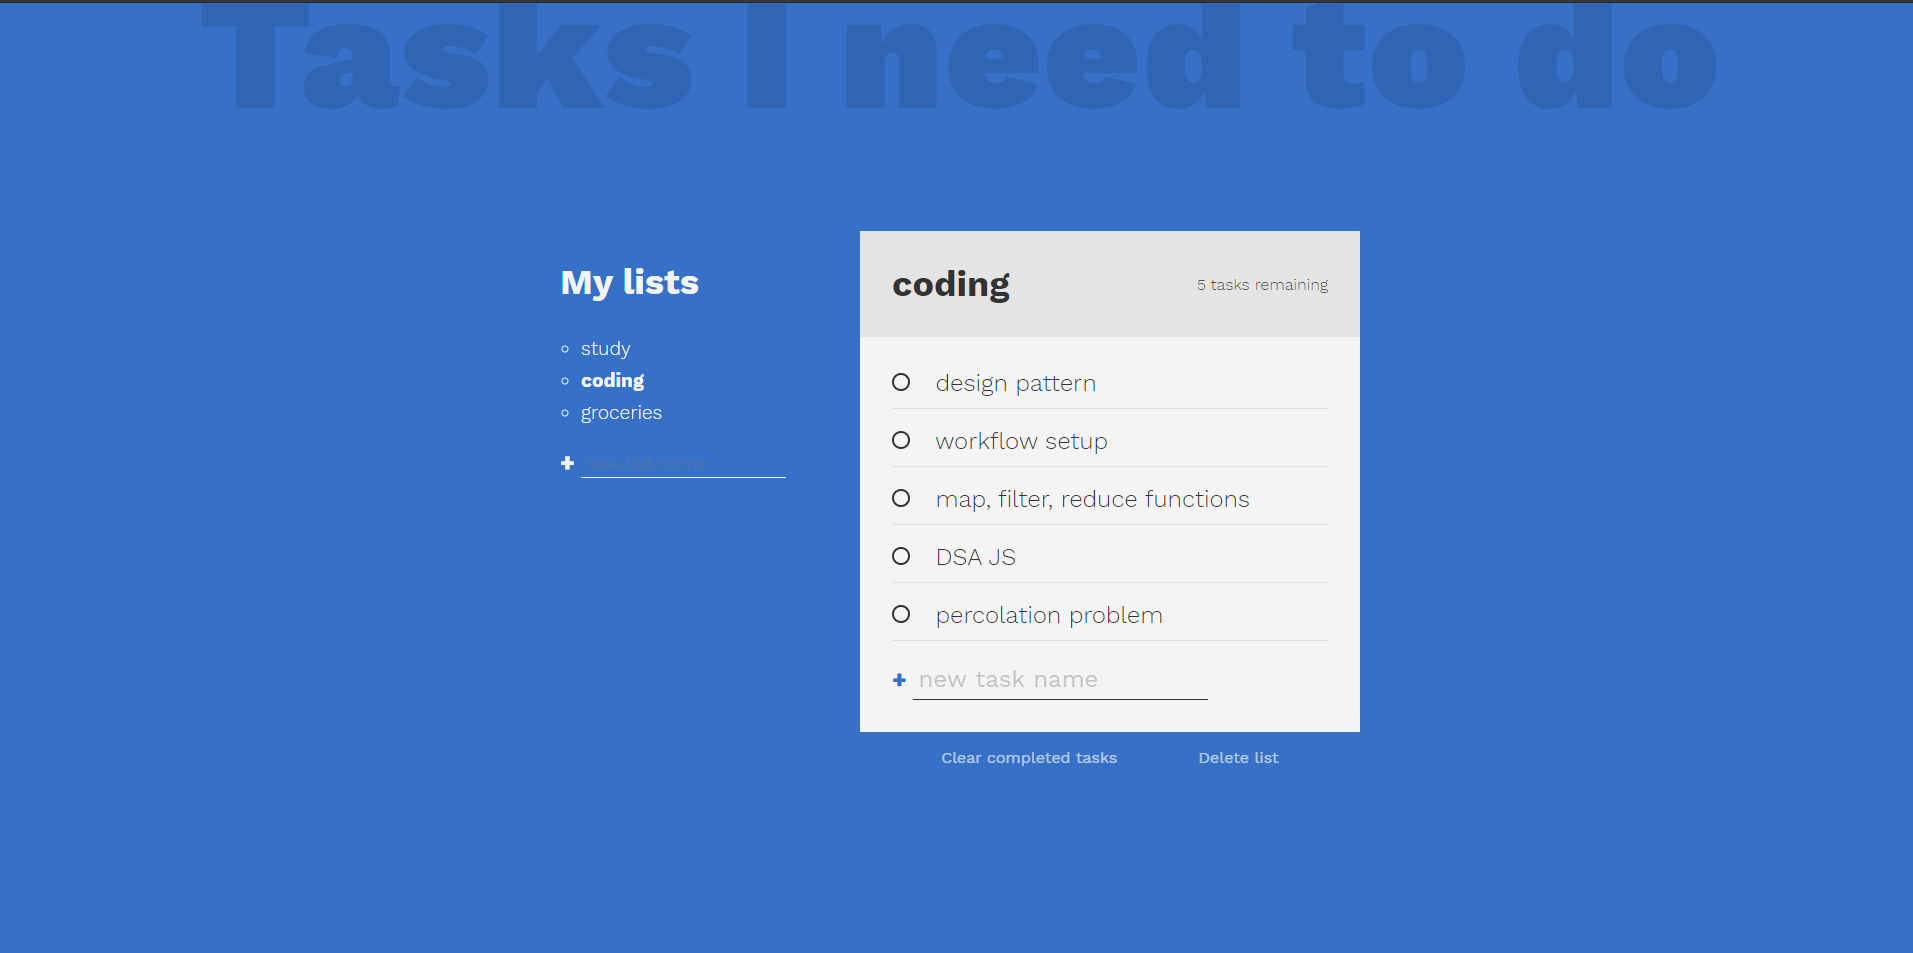 Tasks I need to do
My lists
study
coding
groceries
+ new list name
coding
5 tasks remaining
design pattern
workflow setup
map, filter, reduce functions
DSA JS
percolation problem
+ new task name
Clear completed tasks
Delete list